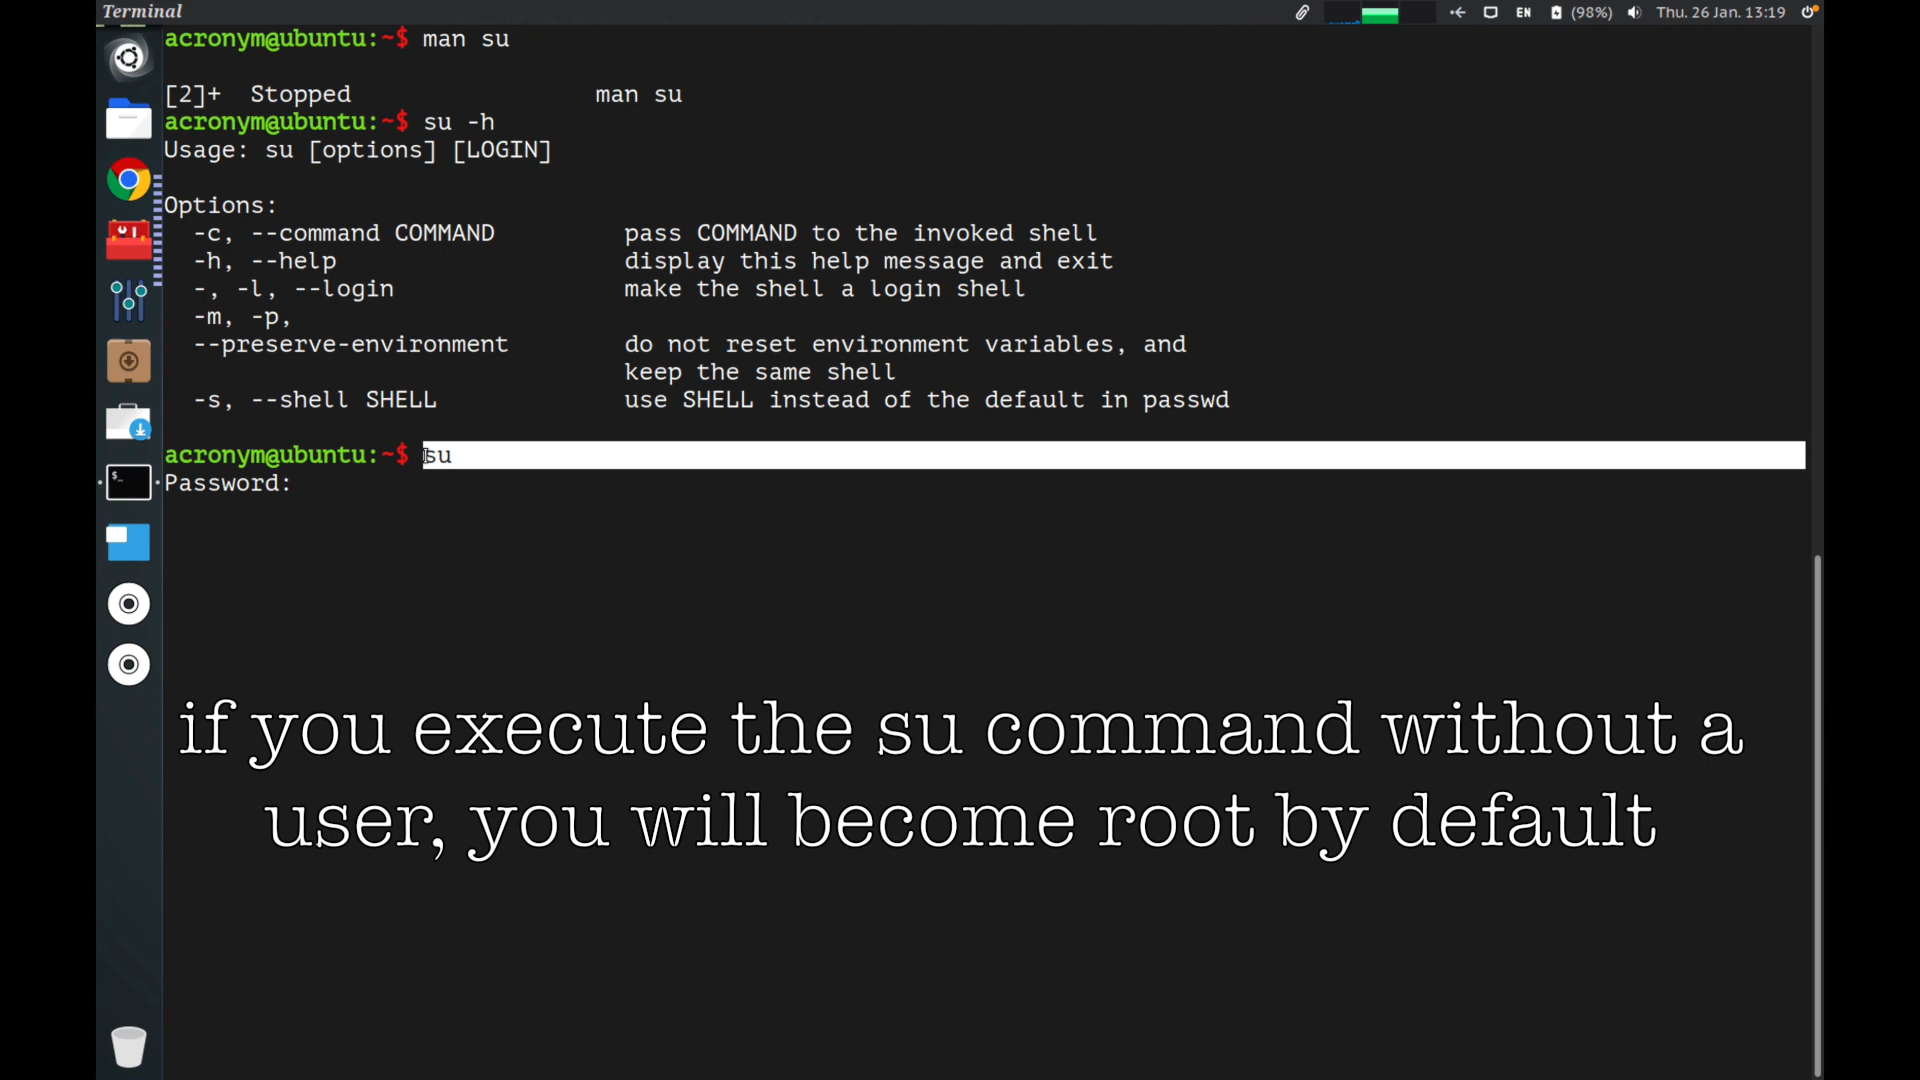 Terminal
EN (98%) Thu. 26 Jan. 13:19
acronym@ubuntu:~$ man su
[2]+  Stopped                 man su
acronym@ubuntu:~$ su -h
Usage: su [options] [LOGIN]
Options:
  -c, --command COMMAND         pass COMMAND to the invoked shell
  -h, --help                    display this help message and exit
  -, -l, --login                make the shell a login shell
  -m, -p,
  --preserve-environment        do not reset environment variables, and
                                keep the same shell
  -s, --shell SHELL             use SHELL instead of the default in passwd
acronym@ubuntu:~$ su
Password:
if you execute the su command without a
user, you will become root by default